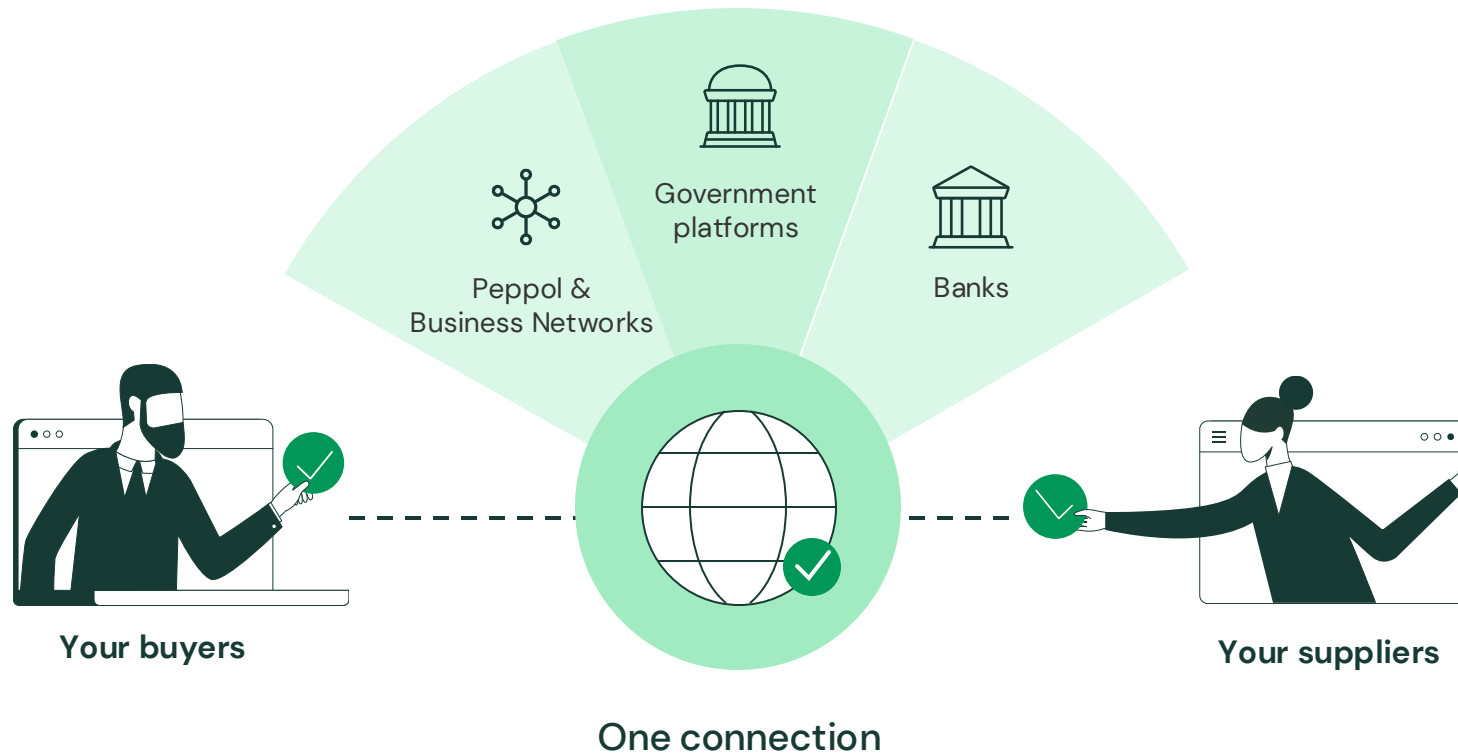 Government
platforms
Peppol &
Business Networks
Banks
Your buyers
Your suppliers
One connection